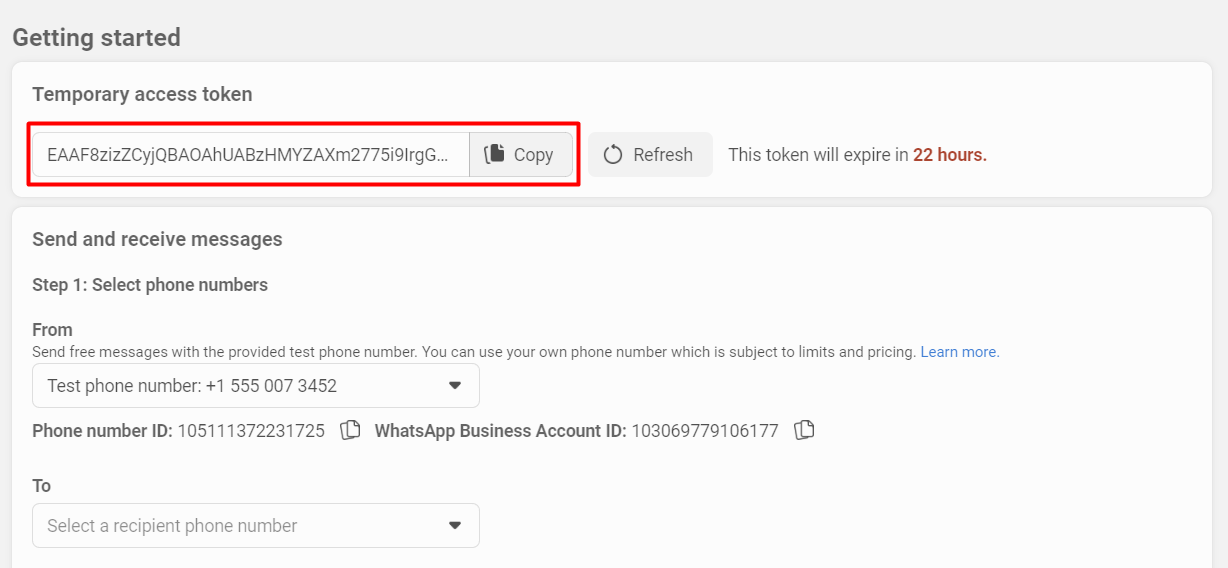 Getting started
Temporary access token
EAAF8zizZCyjQBAOAhUABzHMYZAXm2775i9IrgG... Copy Refresh This token will expire in 22 hours.
Send and receive messages
Step 1: Select phone numbers
From
Send free messages with the provided test phone number. You can use your own phone number which is subject to limits and pricing. Learn more.
Test phone number: +1 555 007 3452
Phone number ID: 105111372231725 WhatsApp Business Account ID: 103069779106177
To
Select a recipient phone number